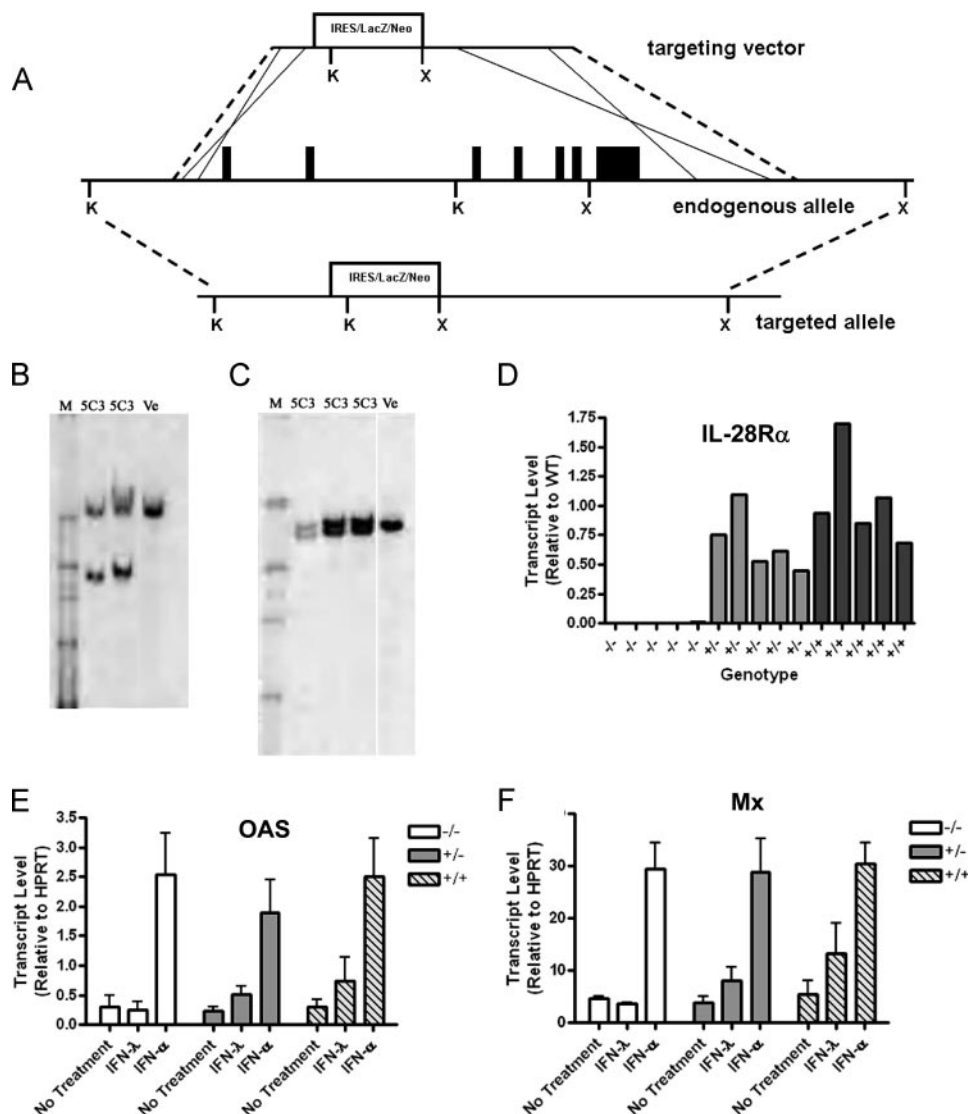 A
IRES/LacZ/Neo
targeting vector
K X
K K X X
endogenous allele
IRES/LacZ/Neo
K K X X
targeted allele
B
M 5C3 5C3 Ve
C
M 5C3 5C3 5C3 Ve
D
IL-28Rα
Transcript Level
(Relative to WT)
1.75
1.50
1.25
1.00
0.75
0.50
0.25
0.00
-/- -/- -/- -/- -/- +/- +/- +/- +/- +/- +/+ +/+ +/+ +/+ +/+
Genotype
E
OAS
Transcript Level
(Relative to HPRT)
3.5
3.0
2.5
2.0
1.5
1.0
0.5
0.0
-/-
+/-
+/+
No Treatment IFN-λ IFN-α No Treatment IFN-λ IFN-α No Treatment IFN-λ IFN-α
F
Mx
Transcript Level
(Relative to HPRT)
30
20
10
0
-/-
+/-
+/+
No Treatment IFN-λ IFN-α No Treatment IFN-λ IFN-α No Treatment IFN-λ IFN-α